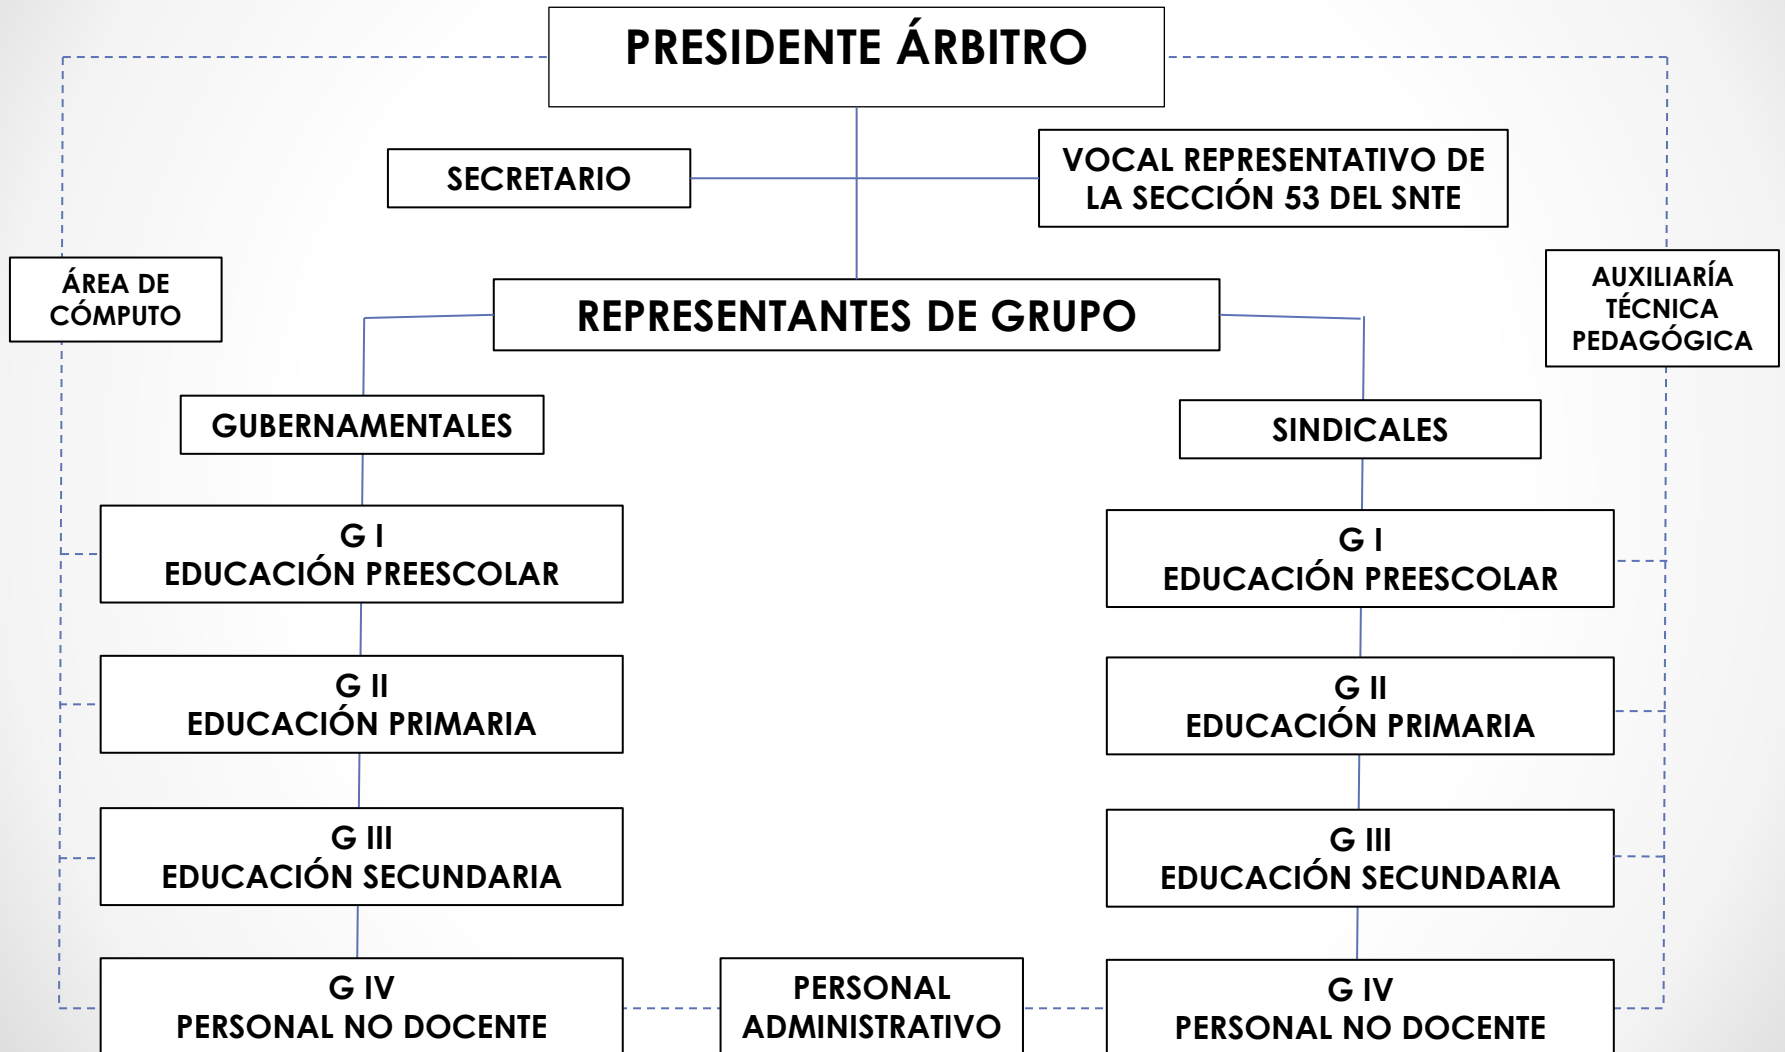 PRESIDENTE ÁRBITRO
SECRETARIO
VOCAL REPRESENTATIVO DE
LA SECCIÓN 53 DEL SNTE
ÁREA DE
CÓMPUTO
REPRESENTANTES DE GRUPO
AUXILIARÍA
TÉCNICA
PEDAGÓGICA
GUBERNAMENTALES
SINDICALES
G I
EDUCACIÓN PREESCOLAR
G I
EDUCACIÓN PREESCOLAR
G II
EDUCACIÓN PRIMARIA
G II
EDUCACIÓN PRIMARIA
G III
EDUCACIÓN SECUNDARIA
G III
EDUCACIÓN SECUNDARIA
G IV
PERSONAL NO DOCENTE
PERSONAL
ADMINISTRATIVO
G IV
PERSONAL NO DOCENTE